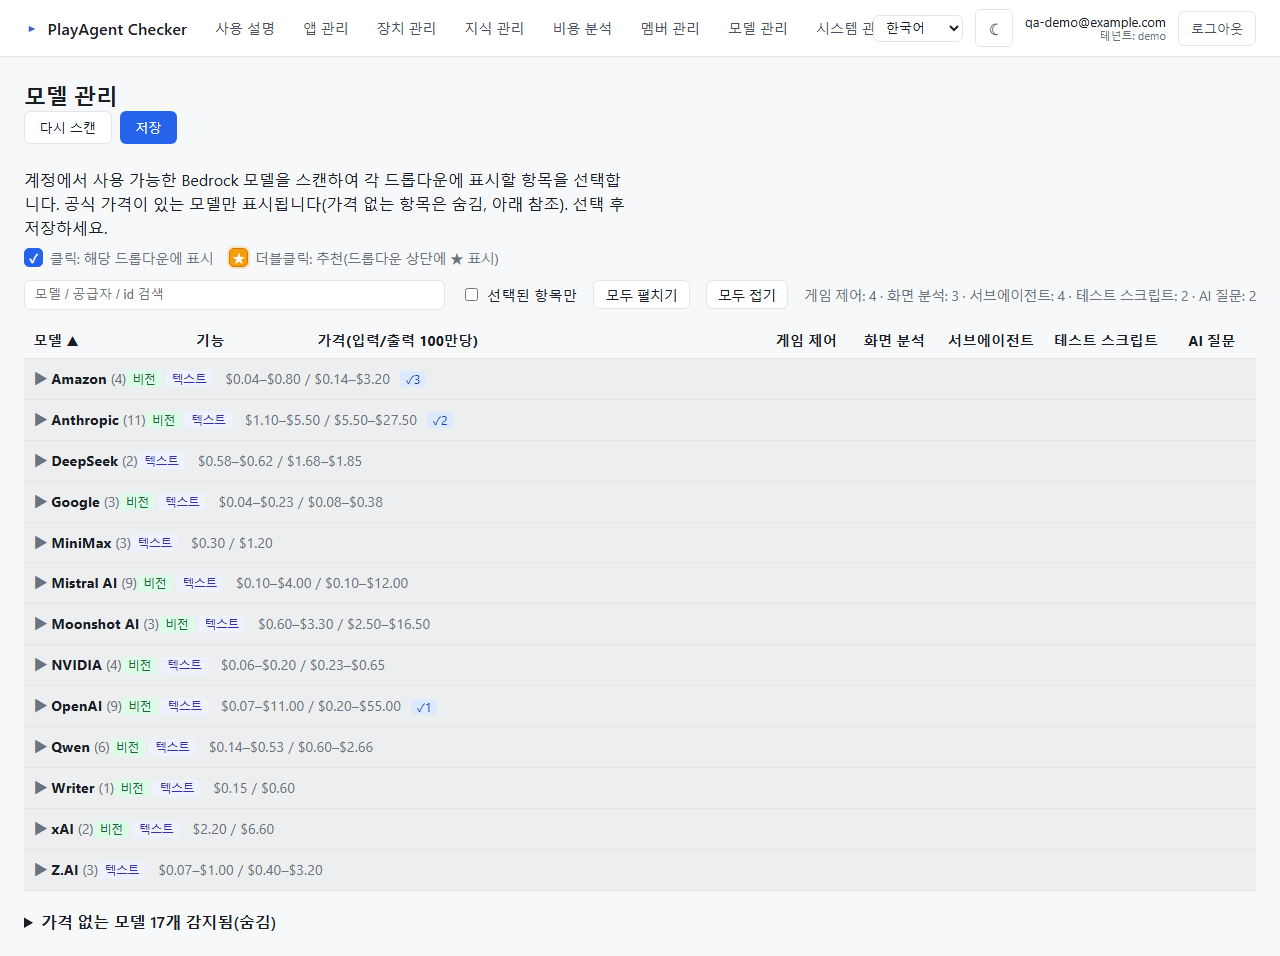 PlayAgent Checker 사용 설명 앱 관리 장치 관리 지식 관리 비용 분석 멤버 관리 모델 관리 시스템 관 한국어 qa-demo@example.com 로그아웃
테넌트: demo
모델 관리
다시 스캔 저장
계정에서 사용 가능한 Bedrock 모델을 스캔하여 각 드롭다운에 표시할 항목을 선택합
니다. 공식 가격이 있는 모델만 표시됩니다(가격 없는 항목은 숨김, 아래 참조). 선택 후
저장하세요.
✓ 클릭: 해당 드롭다운에 표시 ★ 더블클릭: 추천(드롭다운 상단에 ★ 표시)
모델 / 공급자 / id 검색 선택된 항목만 모두 펼치기 모두 접기 게임 제어: 4 · 화면 분석: 3 · 서브에이전트: 4 · 테스트 스크립트: 2 · AI 질문: 2
모델 ▲ 기능 가격(입력/출력 100만당) 게임 제어 화면 분석 서브에이전트 테스트 스크립트 AI 질문
▶ Amazon (4) 비전 텍스트 $0.04–$0.80 / $0.14–$3.20 ✓3
▶ Anthropic (11) 비전 텍스트 $1.10–$5.50 / $5.50–$27.50 ✓2
▶ DeepSeek (2) 텍스트 $0.58–$0.62 / $1.68–$1.85
▶ Google (3) 비전 텍스트 $0.04–$0.23 / $0.08–$0.38
▶ MiniMax (3) 텍스트 $0.30 / $1.20
▶ Mistral AI (9) 비전 텍스트 $0.10–$4.00 / $0.10–$12.00
▶ Moonshot AI (3) 비전 텍스트 $0.60–$3.30 / $2.50–$16.50
▶ NVIDIA (4) 비전 텍스트 $0.06–$0.20 / $0.23–$0.65
▶ OpenAI (9) 비전 텍스트 $0.07–$11.00 / $0.20–$55.00 ✓1
▶ Qwen (6) 비전 텍스트 $0.14–$0.53 / $0.60–$2.66
▶ Writer (1) 비전 텍스트 $0.15 / $0.60
▶ xAI (2) 비전 텍스트 $2.20 / $6.60
▶ Z.AI (3) 텍스트 $0.07–$1.00 / $0.40–$3.20
▶ 가격 없는 모델 17개 감지됨(숨김)